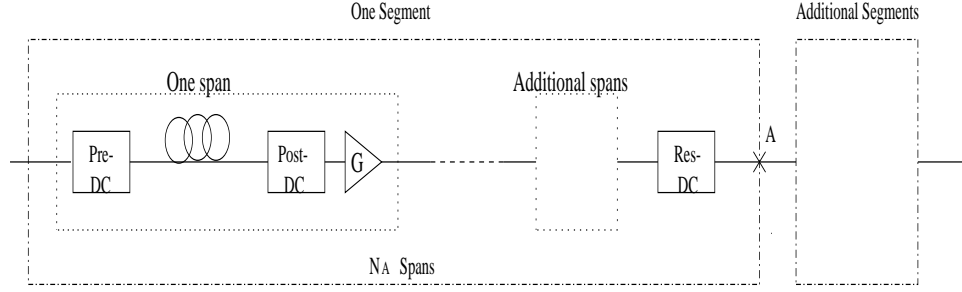 One Segment
Additional Segments
One span
Additional spans
A
Pre-
DC
Post-
DC
G
Res-
DC
NA Spans